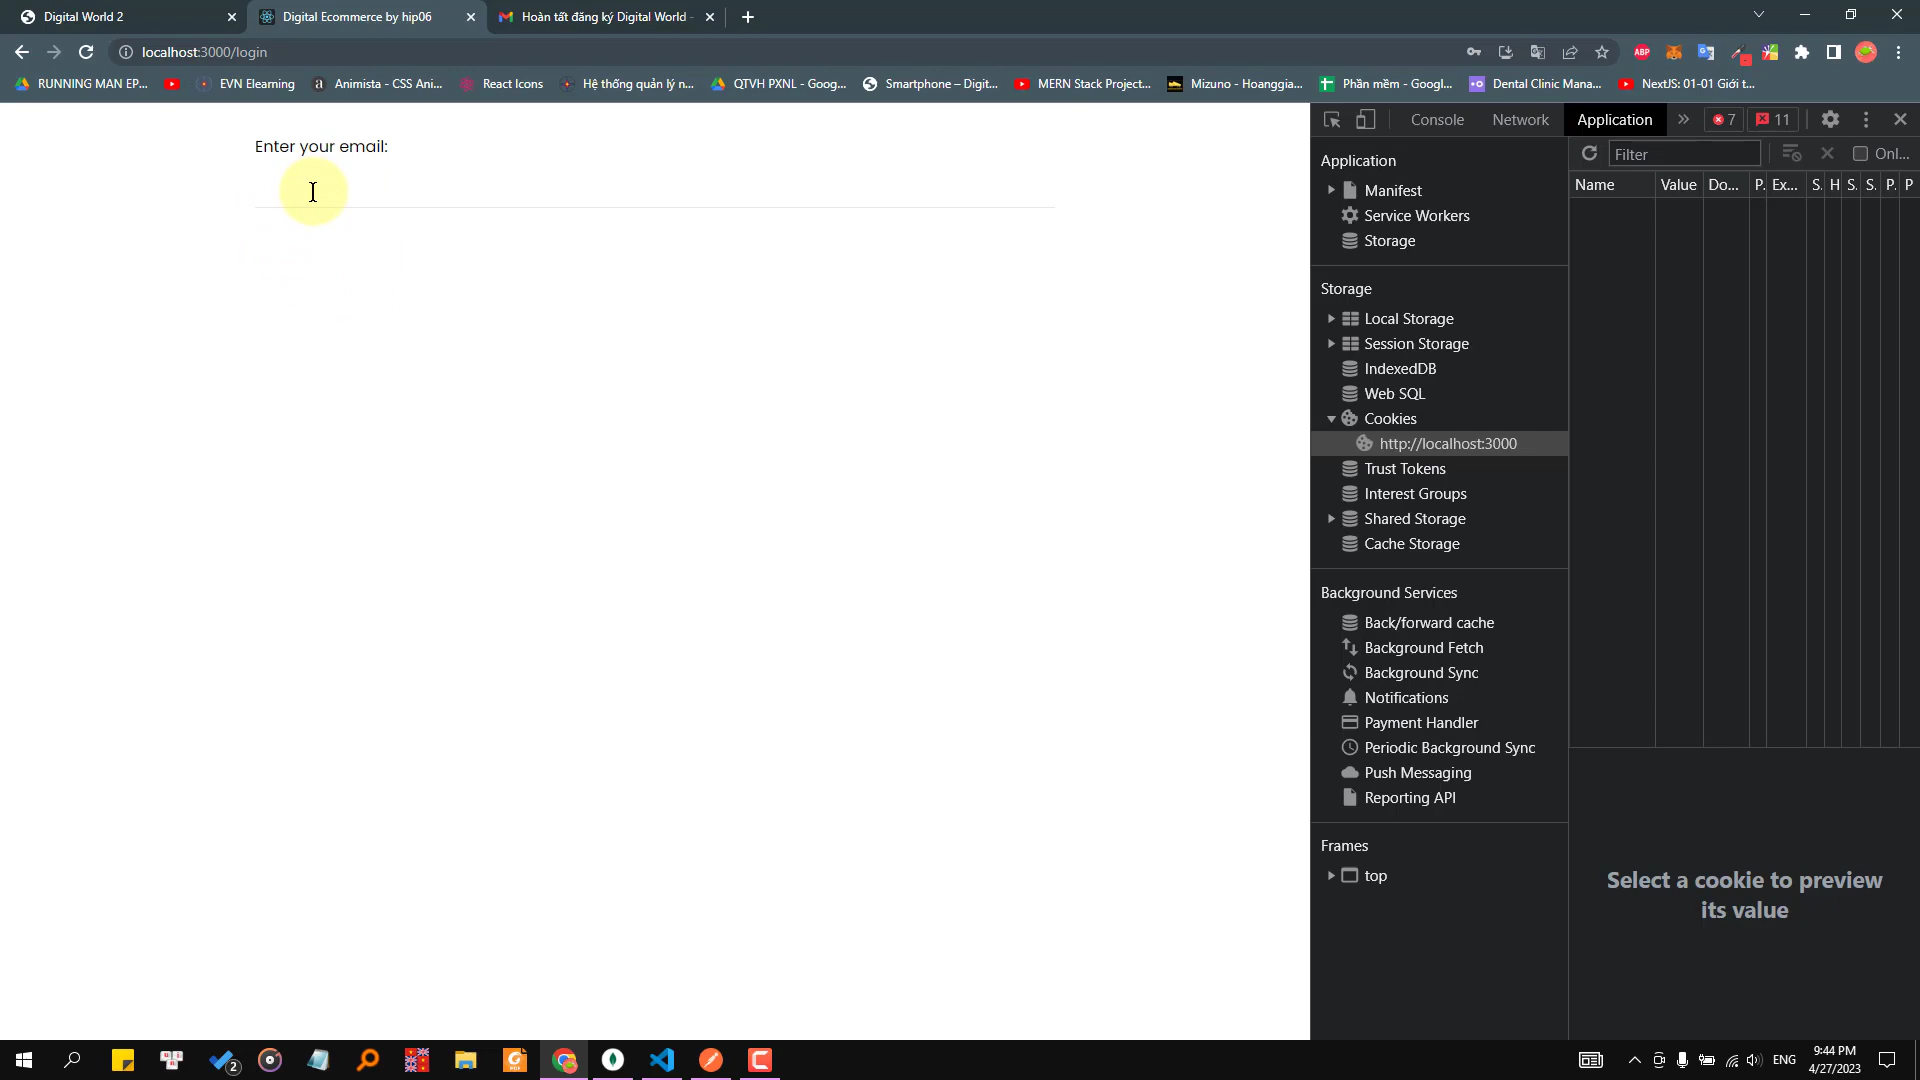 Digital World 2
Digital Ecommerce by hip06
Hoàn tất đăng ký Digital World -
localhost:3000/login
ABP
RUNNING MAN EP...
EVN Elearning
Animista - CSS Ani...
React Icons
Hệ thống quản lý n...
QTVH PXNL - Goog...
Smartphone – Digit...
MERN Stack Project...
Mizuno - Hoanggia...
Phần mềm - Googl...
Dental Clinic Mana...
NextJS: 01-01 Giới t...
Enter your email:
Console
Network
Application
»
7
11
Application
Manifest
Service Workers
Storage
Storage
Local Storage
Session Storage
IndexedDB
Web SQL
Cookies
http://localhost:3000
Trust Tokens
Interest Groups
Shared Storage
Cache Storage
Background Services
Back/forward cache
Background Fetch
Background Sync
Notifications
Payment Handler
Periodic Background Sync
Push Messaging
Reporting API
Frames
top
Filter
Onl...
Name
Value
Do...
P.
Ex...
S.
H
S.
S.
P.
P
Select a cookie to preview
its value
2
ENG
9:44 PM
4/27/2023